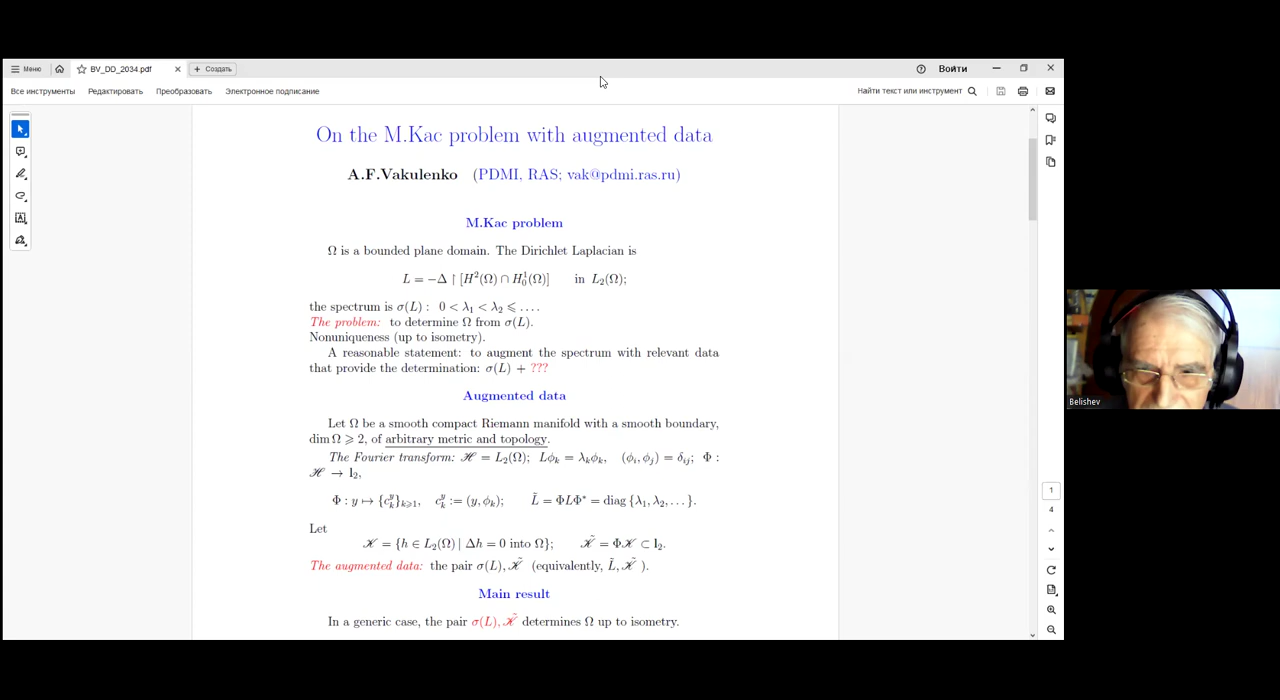 Меню
BV_DD_2034.pdf
Создать
Войти
Все инструменты Редактировать Преобразовать Электронное подписание
Найти текст или инструмент
On the M.Kac problem with augmented data
A.F.Vakulenko (PDMI, RAS; vak@pdmi.ras.ru)
M.Kac problem
Ω is a bounded plane domain. The Dirichlet Laplacian is
L = −Δ ↾ [H²(Ω) ∩ H₀¹(Ω)] in L₂(Ω);
the spectrum is σ(L) : 0 < λ₁ < λ₂ ⩽ . . . .
The problem: to determine Ω from σ(L).
Nonuniqueness (up to isometry).
A reasonable statement: to augment the spectrum with relevant data
that provide the determination: σ(L) + ???
Augmented data
Let Ω be a smooth compact Riemann manifold with a smooth boundary,
dim Ω ⩾ 2, of arbitrary metric and topology.
The Fourier transform: ℋ = L₂(Ω); Lϕₖ = λₖϕₖ, (ϕᵢ, ϕⱼ) = δᵢⱼ; Φ :
ℋ → l₂,
Φ : y ↦ {cₖʸ}ₖ⩾₁, cₖʸ := (y, ϕₖ); L̃ = ΦLΦ* = diag {λ₁, λ₂, . . . }.
Let
𝒦 = {h ∈ L₂(Ω) | Δh = 0 into Ω}; 𝒦̃ = Φ𝒦 ⊂ l₂.
The augmented data: the pair σ(L), 𝒦̃ (equivalently, L̃, 𝒦̃ ).
Main result
In a generic case, the pair σ(L), 𝒦̃ determines Ω up to isometry.
1
4
Belishev